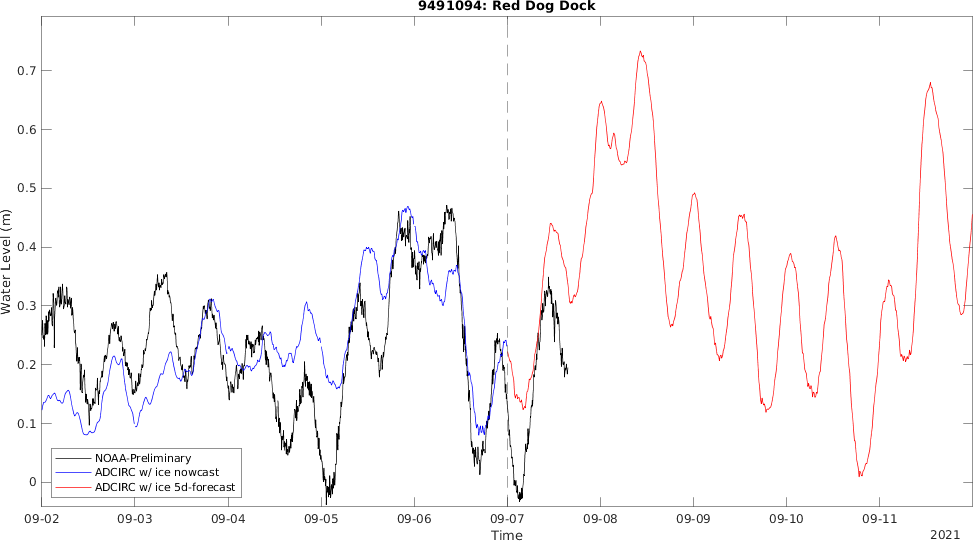 9491094: Red Dog Dock
Water Level (m)
0.7
0.6
0.5
0.4
0.3
0.2
0.1
0
NOAA-Preliminary
ADCIRC w/ ice nowcast
ADCIRC w/ ice 5d-forecast
09-02 09-03 09-04 09-05 09-06 09-07 09-08 09-09 09-10 09-11
Time
2021